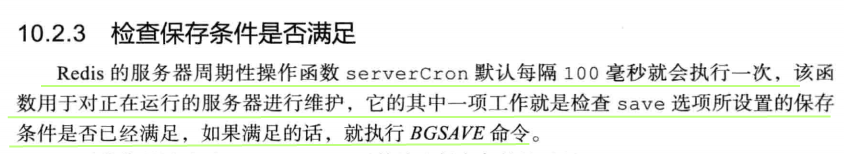 10.2.3 检查保存条件是否满足
Redis 的服务器周期性操作函数 serverCron 默认每隔 100 毫秒就会执行一次，该函
数用于对正在运行的服务器进行维护，它的其中一项工作就是检查 save 选项所设置的保存
条件是否已经满足，如果满足的话，就执行 BGSAVE 命令。